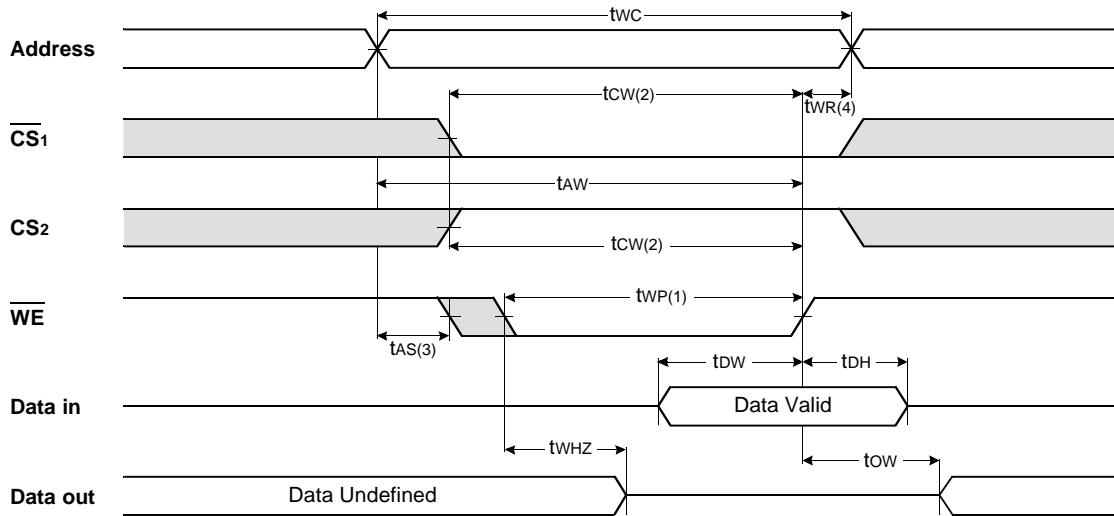 tWC
Address
tCW(2)
tWR(4)
CS1
tAW
CS2
tCW(2)
tWP(1)
WE
tAS(3)
tDW
tDH
Data in
Data Valid
tWHZ
tOW
Data out
Data Undefined